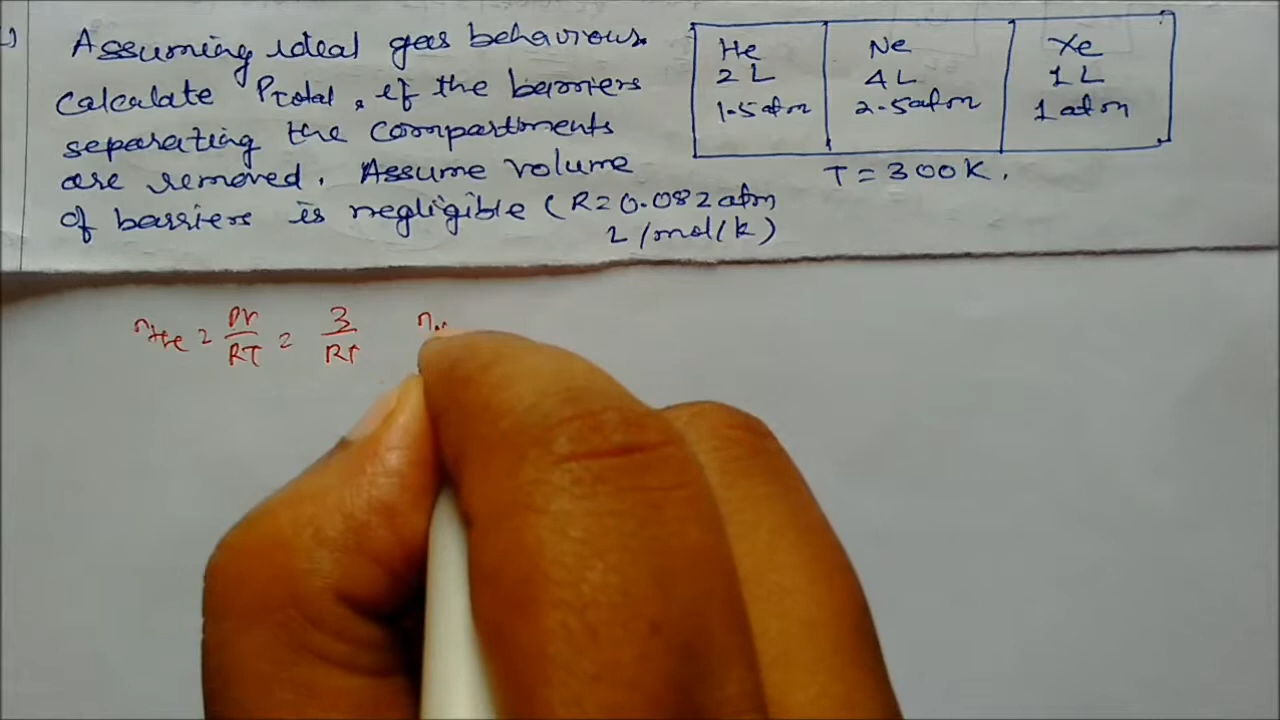 Assuming ideal gas behaviour.
Calculate Ptotal, if the barriers
separating the compartments
are removed. Assume volume
of barriers is negligible (R=0.082 atm
L/mol/k)
He Ne Xe
2 L 4 L 1 L
1.5 atm 2.5 atm 1 atm
T = 300 K.
nHe = PV/RT = 3/RT